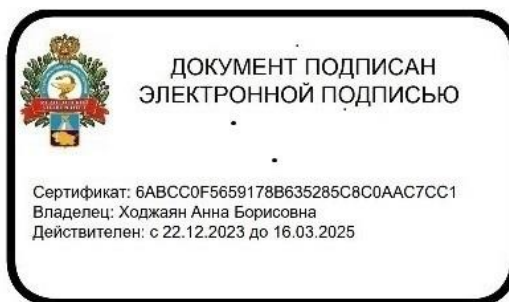 ДОКУМЕНТ ПОДПИСАН
ЭЛЕКТРОННОЙ ПОДПИСЬЮ
Сертификат: 6ABCC0F5659178B635285C8C0AAC7CC1
Владелец: Ходжаян Анна Борисовна
Действителен: с 22.12.2023 до 16.03.2025